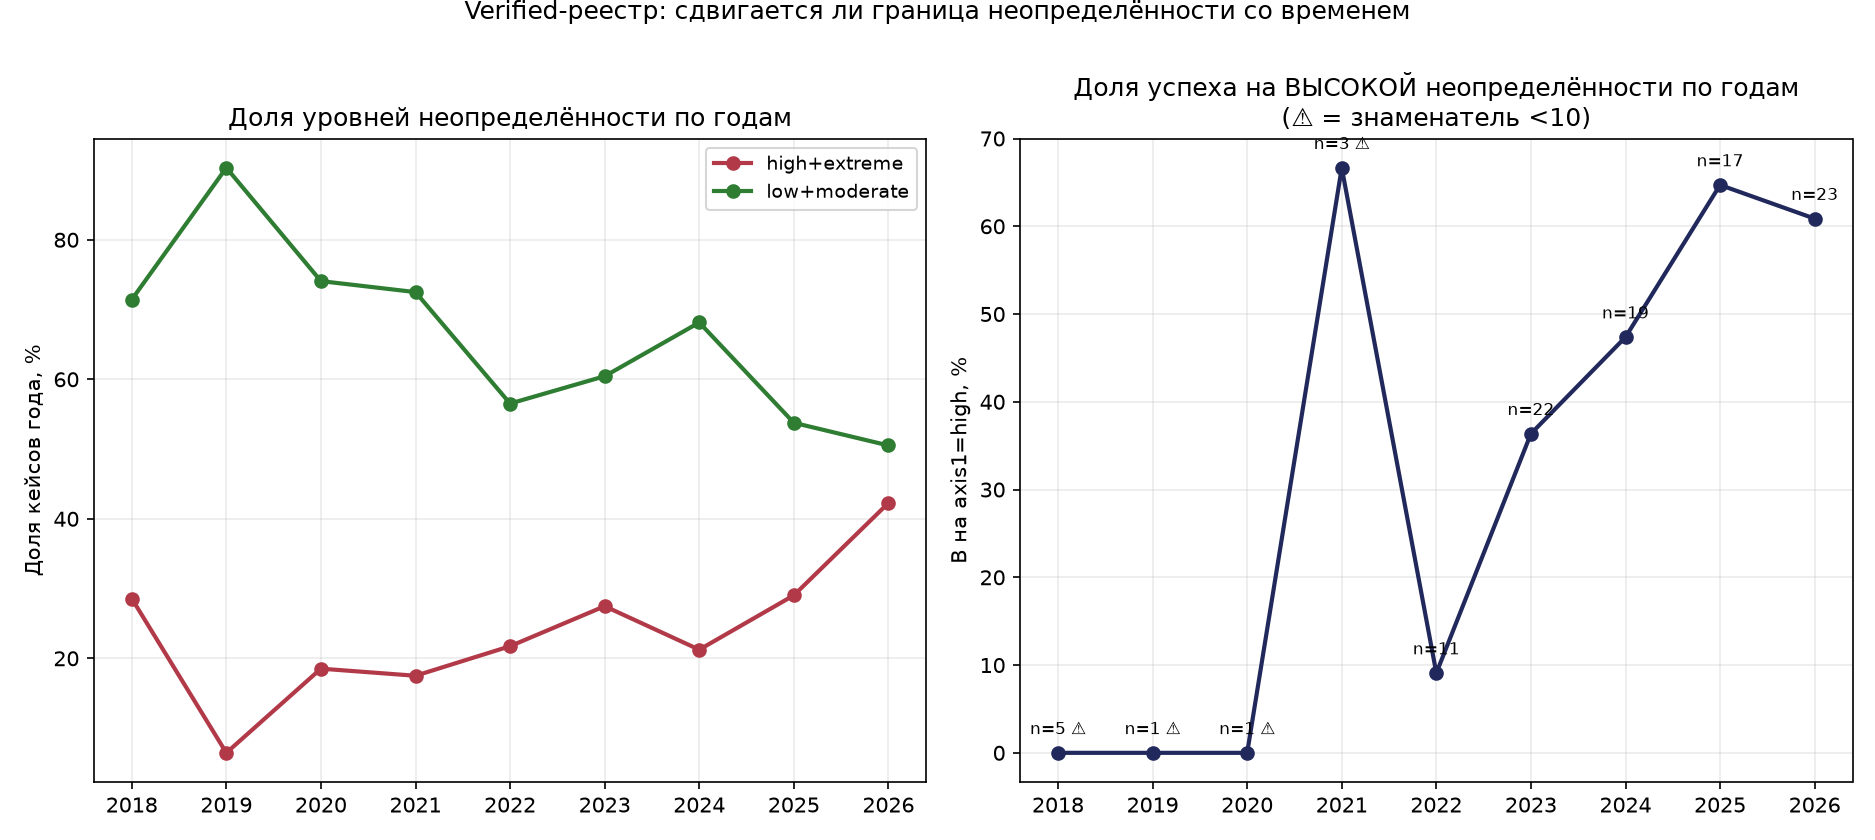 Verified-реестр: сдвигается ли граница неопределённости со временем
Доля уровней неопределённости по годам
Доля кейсов года, %
80
60
40
20
high+extreme
low+moderate
2018 2019 2020 2021 2022 2023 2024 2025 2026
Доля успеха на ВЫСОКОЙ неопределённости по годам
(⚠ = знаменатель <10)
B на axis1=high, %
70
60
50
40
30
20
10
0
n=5 ⚠
n=1 ⚠
n=1 ⚠
n=3 ⚠
n=11
n=22
n=19
n=17
n=23
2018 2019 2020 2021 2022 2023 2024 2025 2026